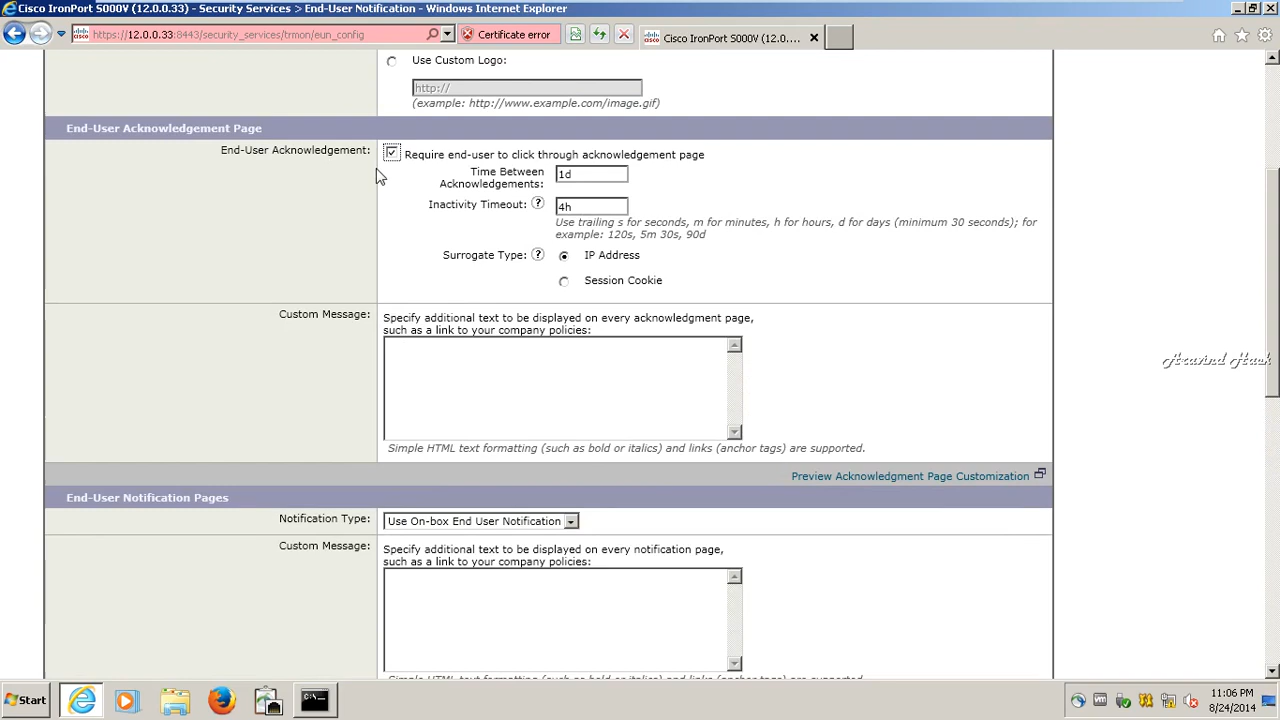 Cisco IronPort S000V (12.0.0.33) - Security Services > End-User Notification - Windows Internet Explorer
https://12.0.0.33:8443/security_services/trmon/eun_config
Certificate error
Cisco IronPort S000V (12.0....
Use Custom Logo:
http://
(example: http://www.example.com/image.gif)
End-User Acknowledgement Page
End-User Acknowledgement:
Require end-user to click through acknowledgement page
Time Between
Acknowledgements:
1d
Inactivity Timeout:
4h
Use trailing s for seconds, m for minutes, h for hours, d for days (minimum 30 seconds); for
example: 120s, 5m 30s, 90d
Surrogate Type:
IP Address
Session Cookie
Custom Message:
Specify additional text to be displayed on every acknowledgment page,
such as a link to your company policies:
Aravind Hack
Simple HTML text formatting (such as bold or italics) and links (anchor tags) are supported.
Preview Acknowledgment Page Customization
End-User Notification Pages
Notification Type:
Use On-box End User Notification
Custom Message:
Specify additional text to be displayed on every notification page,
such as a link to your company policies:
Start
11:06 PM
8/24/2014